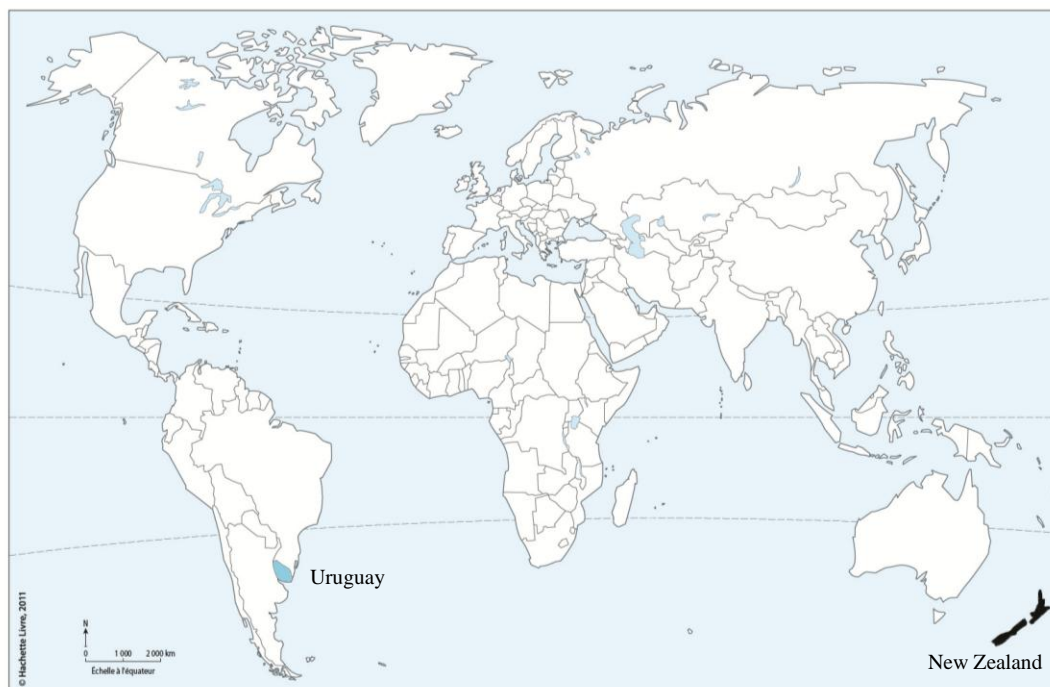 Uruguay
© Hachette Livre, 2011
N
0 1 000 2 000 km
Échelle à l'équateur
New Zealand